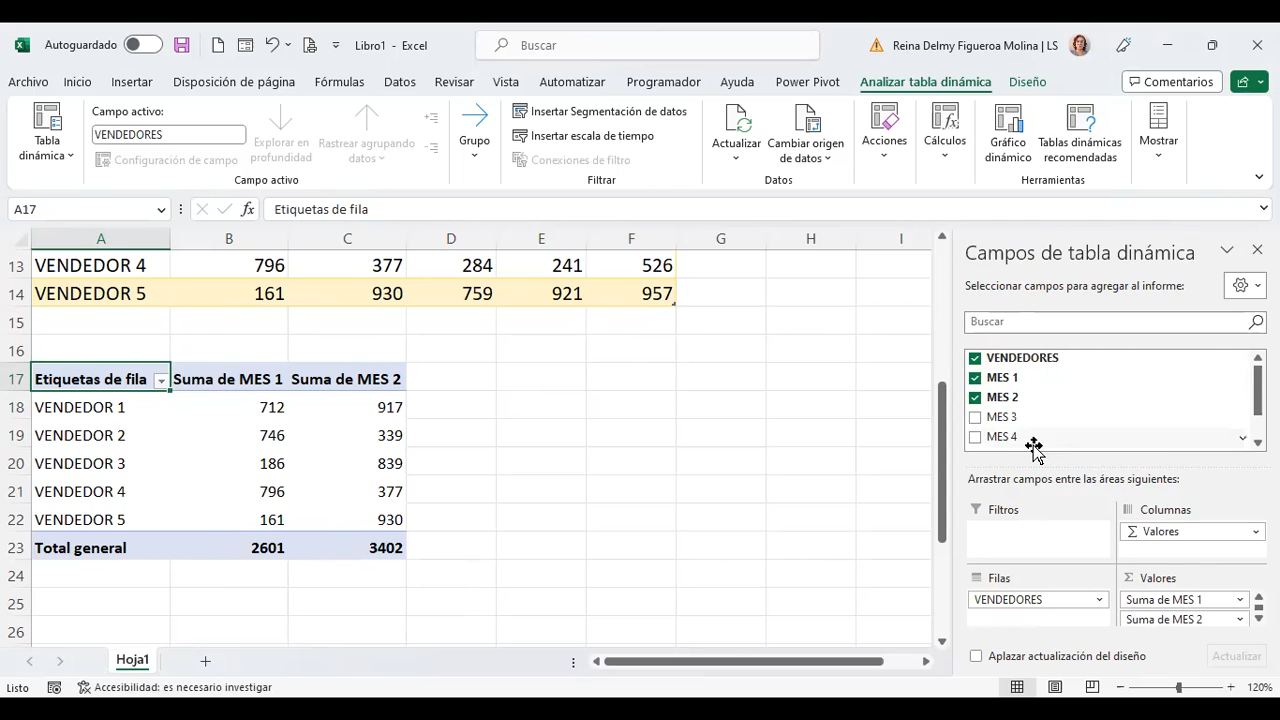 Autoguardado
Libro1 - Excel
Buscar
Reina Delmy Figueroa Molina | LS
Archivo Inicio Insertar Disposición de página Fórmulas Datos Revisar Vista Automatizar Programador Ayuda Power Pivot Analizar tabla dinámica Diseño Comentarios
Tabla dinámica
Campo activo:
VENDEDORES
Configuración de campo
Explorar en profundidad
Rastrear agrupando datos
Campo activo
Grupo
Insertar Segmentación de datos
Insertar escala de tiempo
Conexiones de filtro
Filtrar
Actualizar
Cambiar origen de datos
Datos
Acciones
Cálculos
Gráfico dinámico
Tablas dinámicas recomendadas
Herramientas
Mostrar
A17
fx
Etiquetas de fila
A B C D E F G H I
13 VENDEDOR 4 796 377 284 241 526
14 VENDEDOR 5 161 930 759 921 957
15
16
17 Etiquetas de fila Suma de MES 1 Suma de MES 2
18 VENDEDOR 1 712 917
19 VENDEDOR 2 746 339
20 VENDEDOR 3 186 839
21 VENDEDOR 4 796 377
22 VENDEDOR 5 161 930
23 Total general 2601 3402
24
25
26
Campos de tabla dinámica
Seleccionar campos para agregar al informe:
Buscar
VENDEDORES
MES 1
MES 2
MES 3
MES 4
Arrastrar campos entre las áreas siguientes:
Filtros
Columnas
Σ Valores
Filas
VENDEDORES
Σ Valores
Suma de MES 1
Suma de MES 2
Aplazar actualización del diseño
Actualizar
Hoja1
Listo
Accesibilidad: es necesario investigar
120%